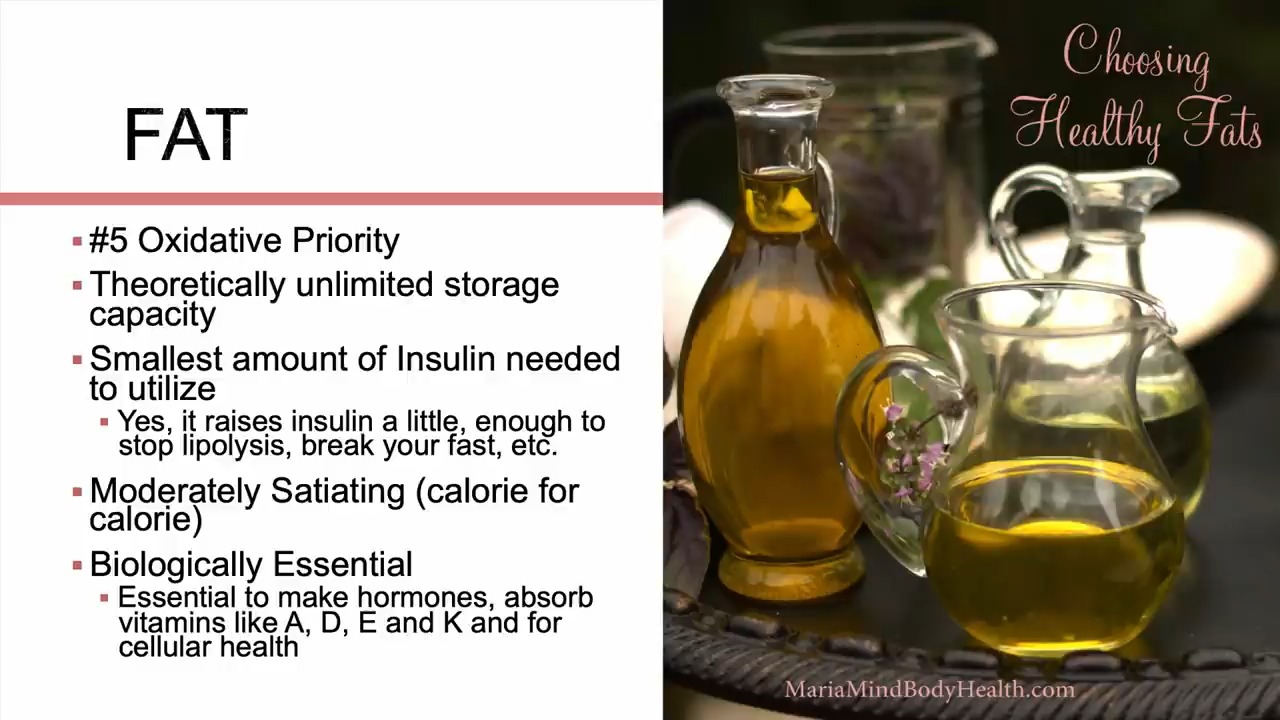 FAT
#5 Oxidative Priority
Theoretically unlimited storage
capacity
Smallest amount of Insulin needed
to utilize
Yes, it raises insulin a little, enough to
stop lipolysis, break your fast, etc.
Moderately Satiating (calorie for
calorie)
Biologically Essential
Essential to make hormones, absorb
vitamins like A, D, E and K and for
cellular health
Choosing
Healthy Fats
MariaMindBodyHealth.com